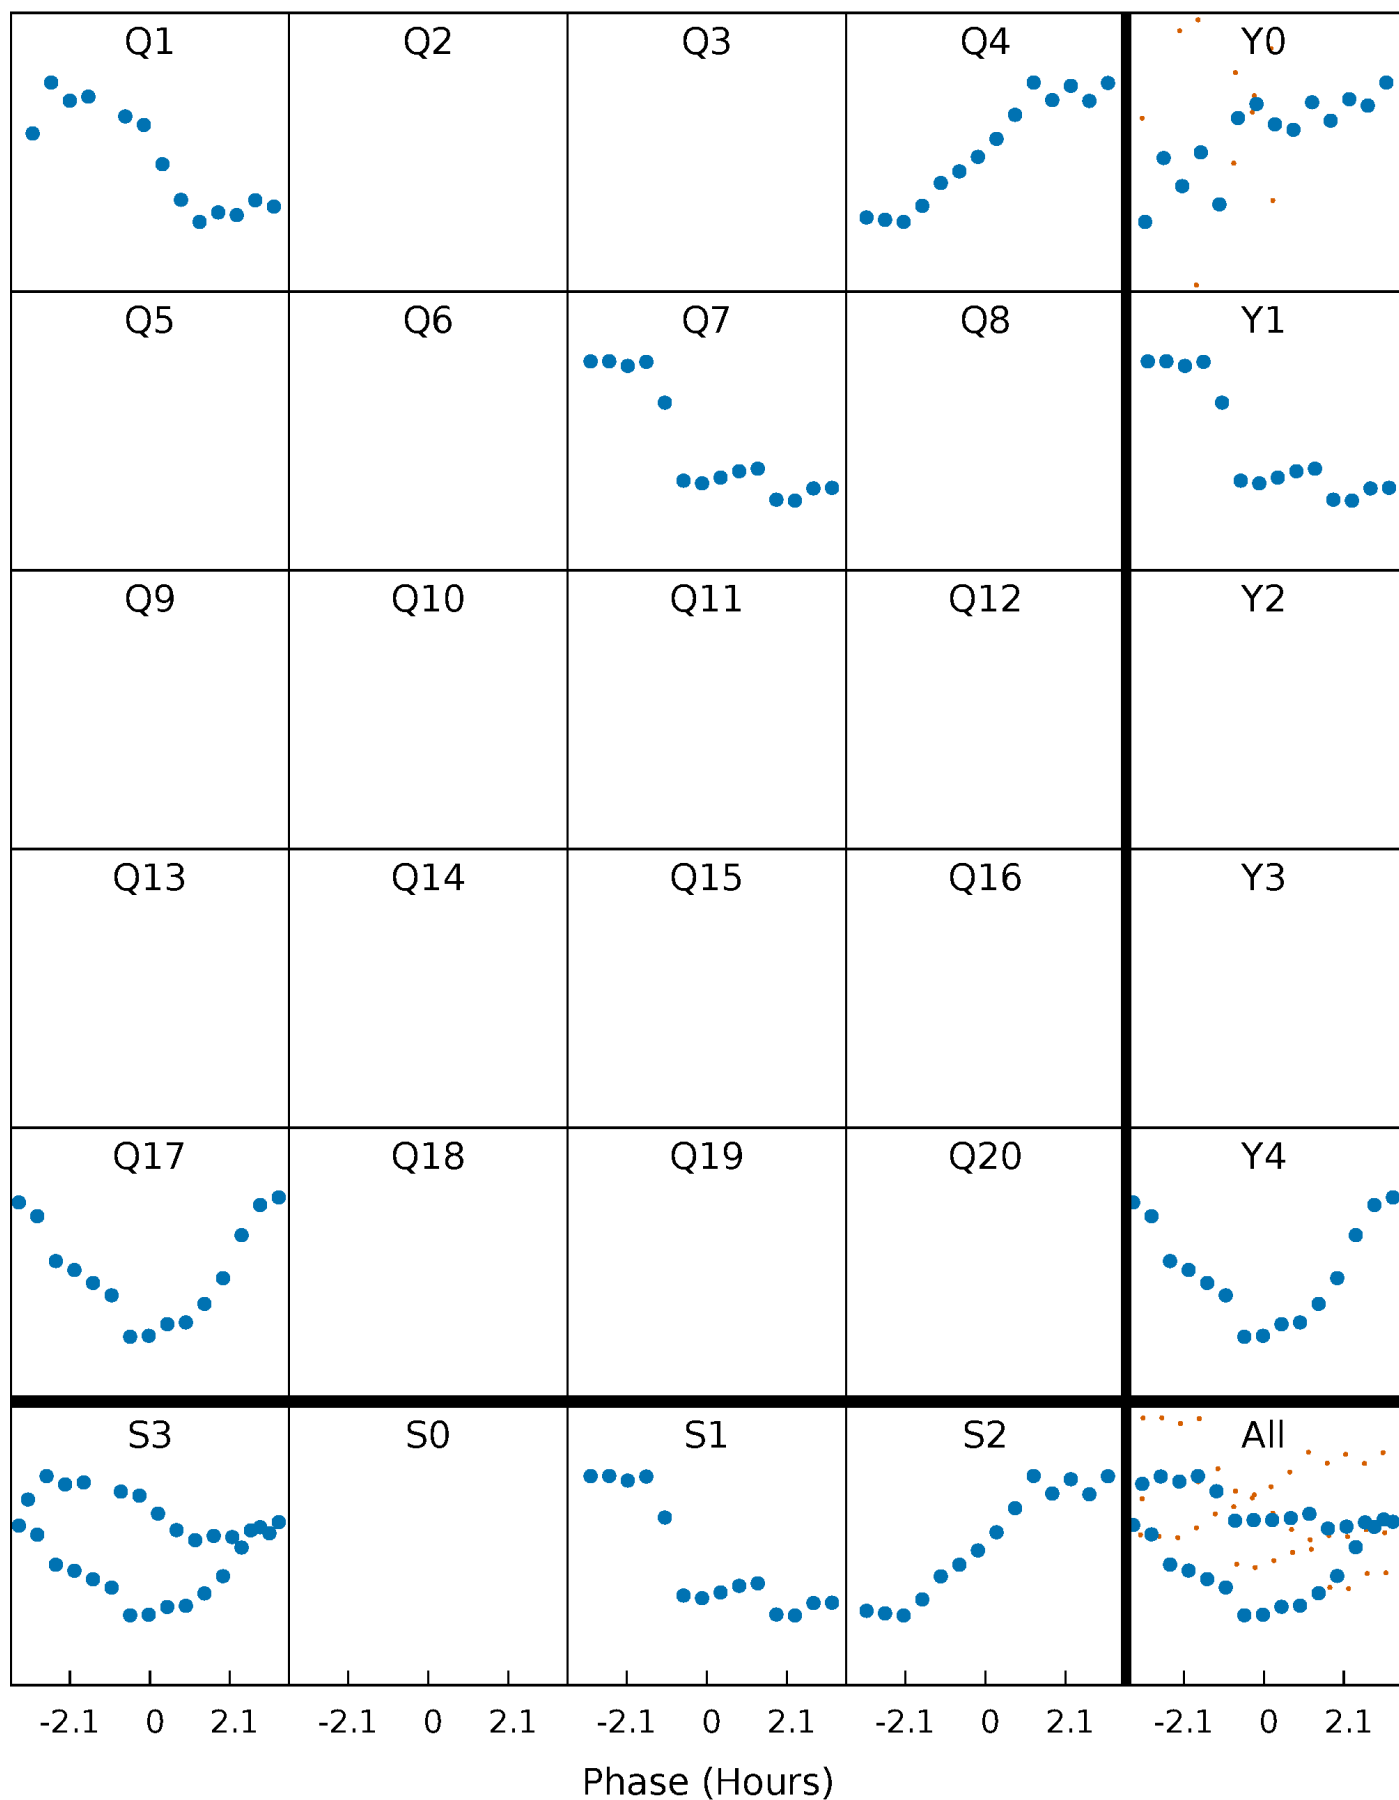 Q1 Q2 Q3 Q4 Y0
Q5 Q6 Q7 Q8 Y1
Q9 Q10 Q11 Q12 Y2
Q13 Q14 Q15 Q16 Y3
Q17 Q18 Q19 Q20 Y4
S3 S0 S1 S2 All
-2.1 0 2.1 -2.1 0 2.1 -2.1 0 2.1 -2.1 0 2.1 -2.1 0 2.1
Phase (Hours)